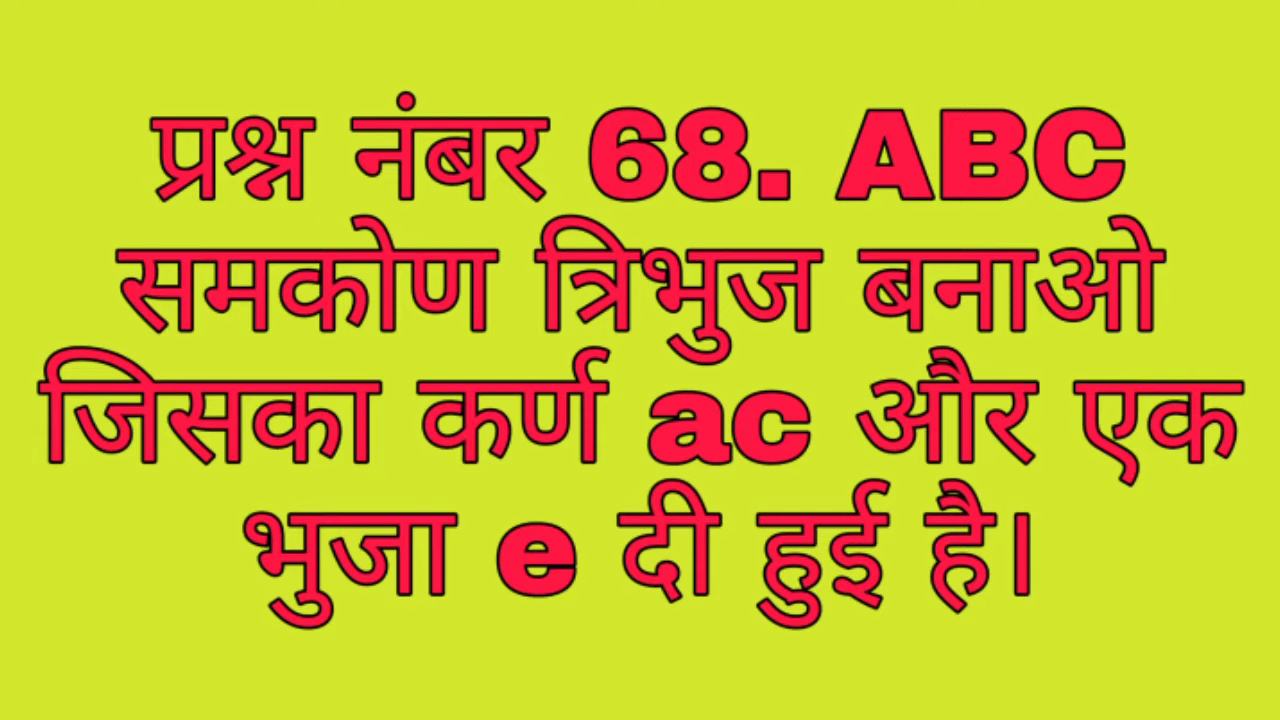 प्रश्न नंबर 68. ABC
समकोण त्रिभुज बनाओ
जिसका कर्ण ac और एक
भुजा e दी हुई है।